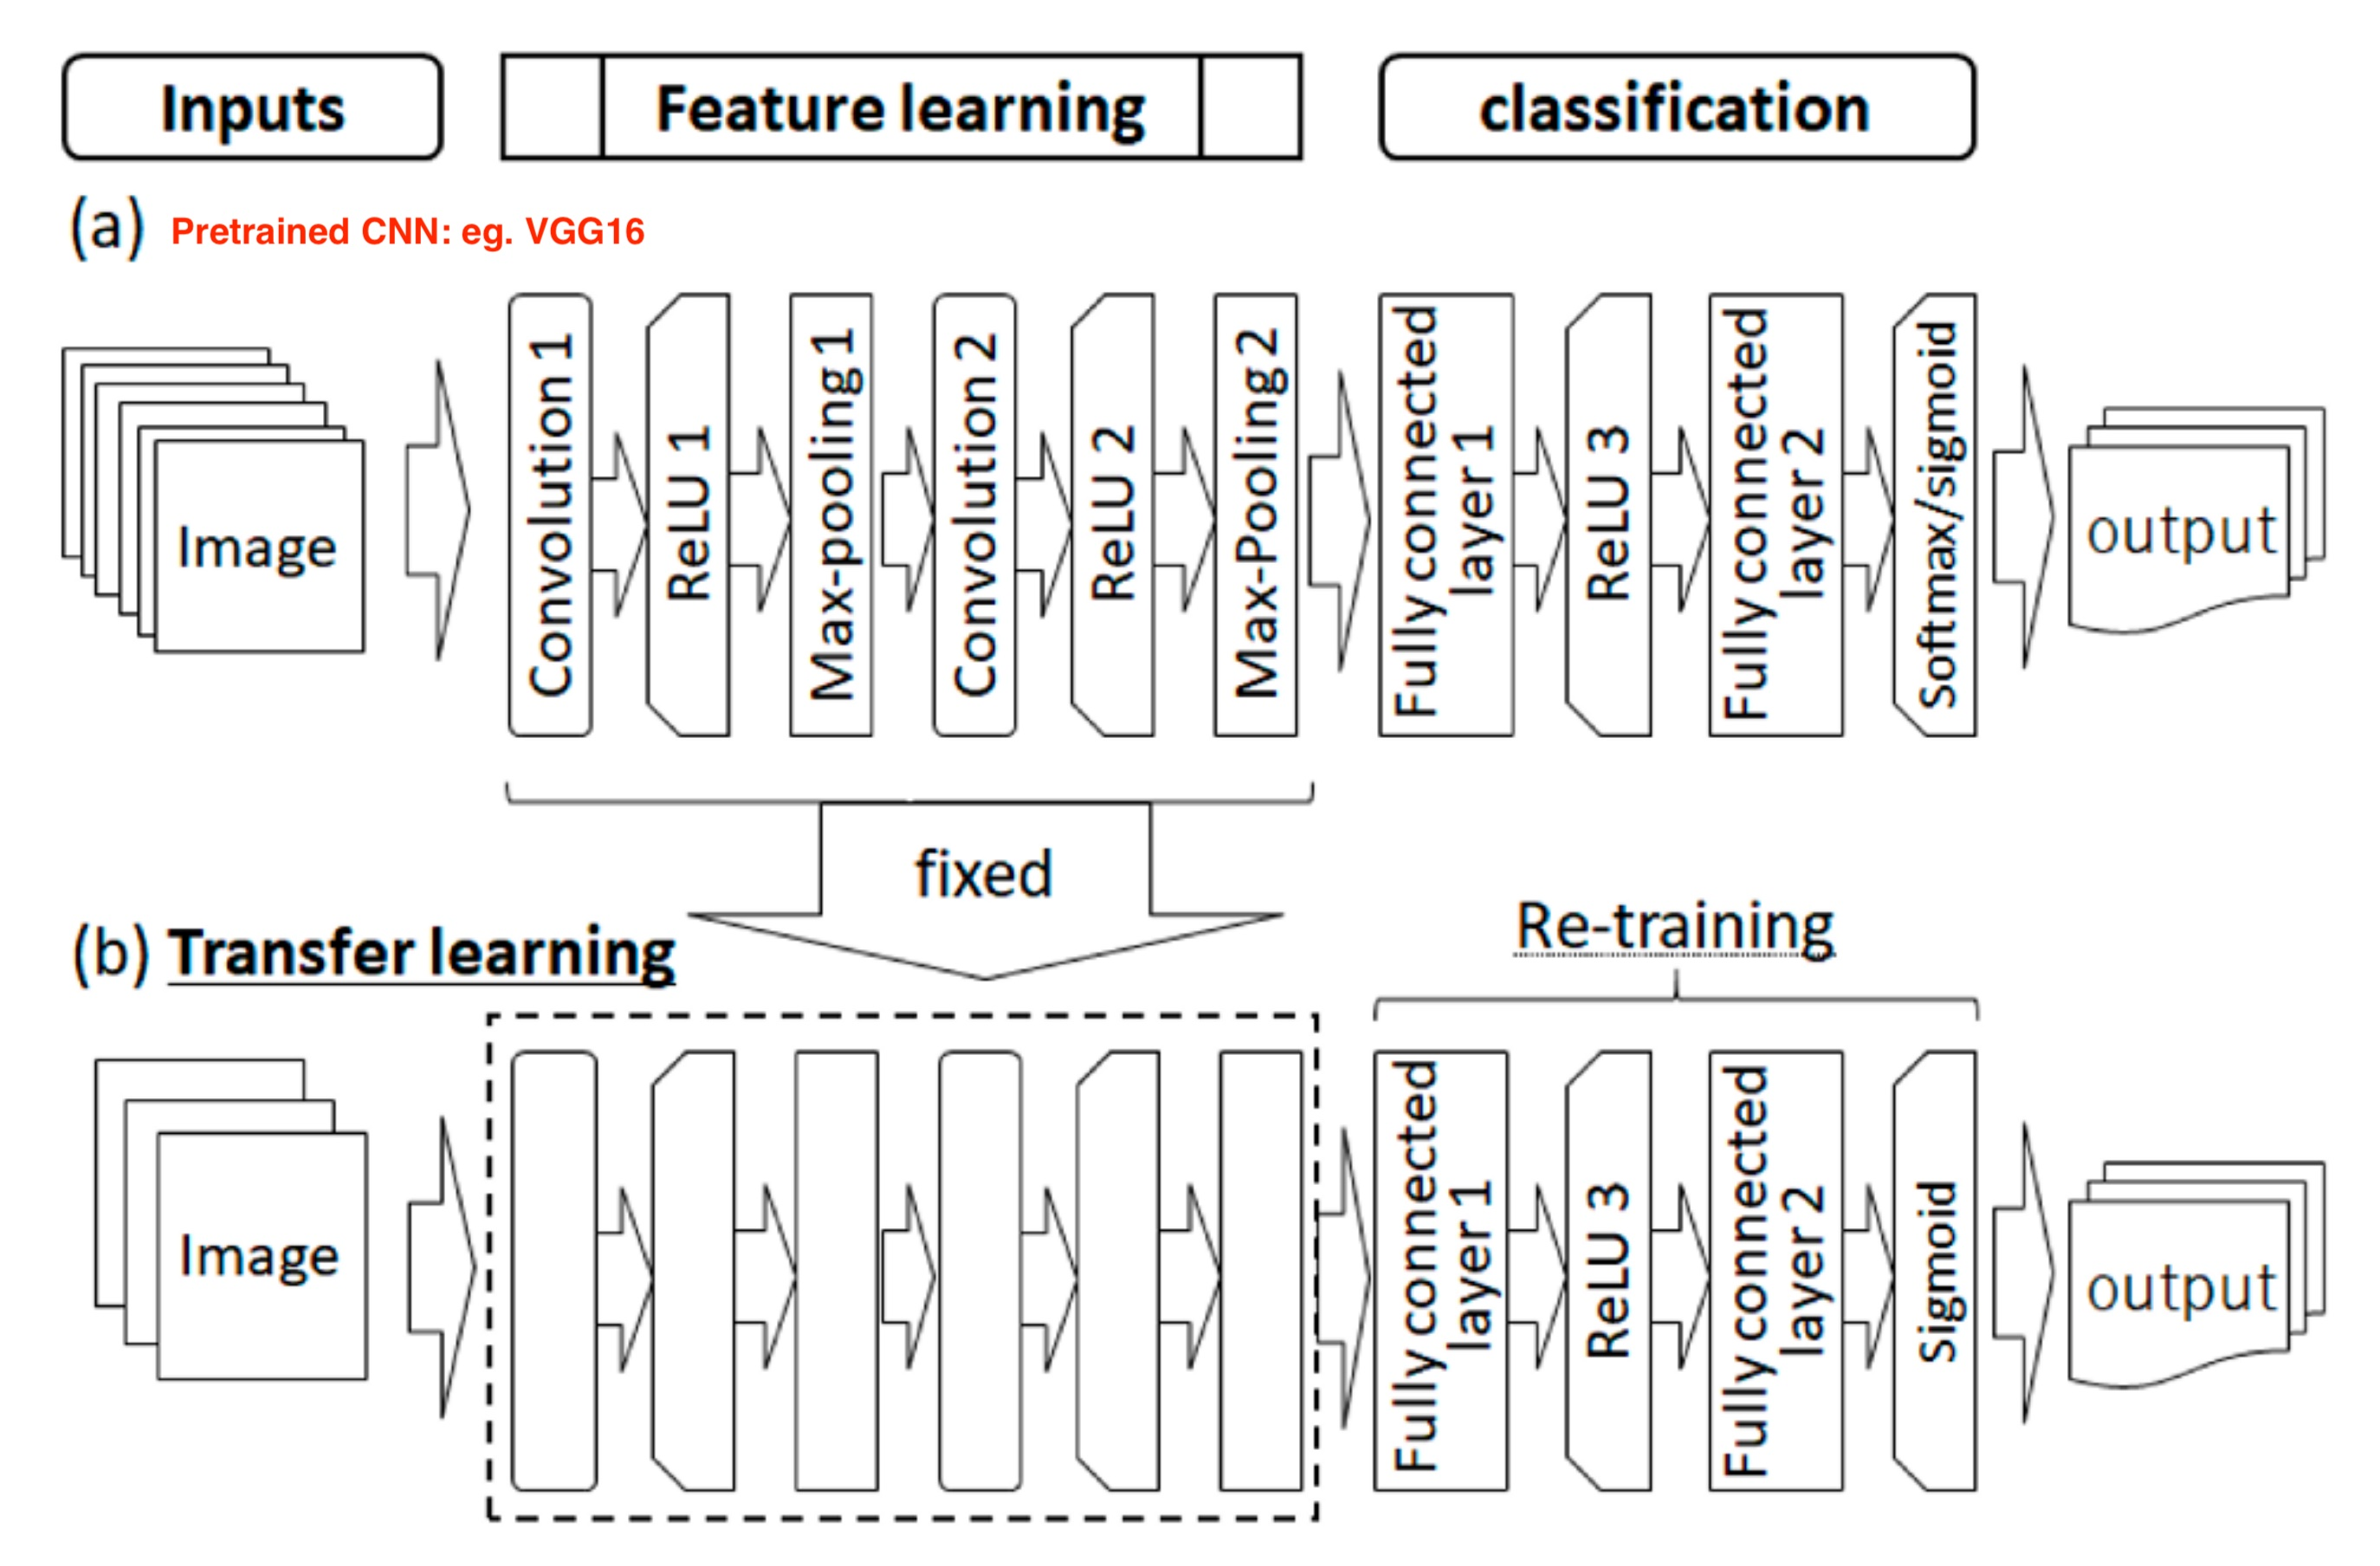 Inputs
Feature learning
classification
(a) Pretrained CNN: eg. VGG16
Image
Convolution 1
ReLU 1
Max-pooling 1
Convolution 2
ReLU 2
Max-Pooling 2
Fully connected
layer 1
ReLU 3
Fully connected
layer 2
Softmax/sigmoid
output
fixed
(b) Transfer learning
Re-training
Image
Fully connected
layer 1
ReLU 3
Fully connected
layer 2
Sigmoid
output